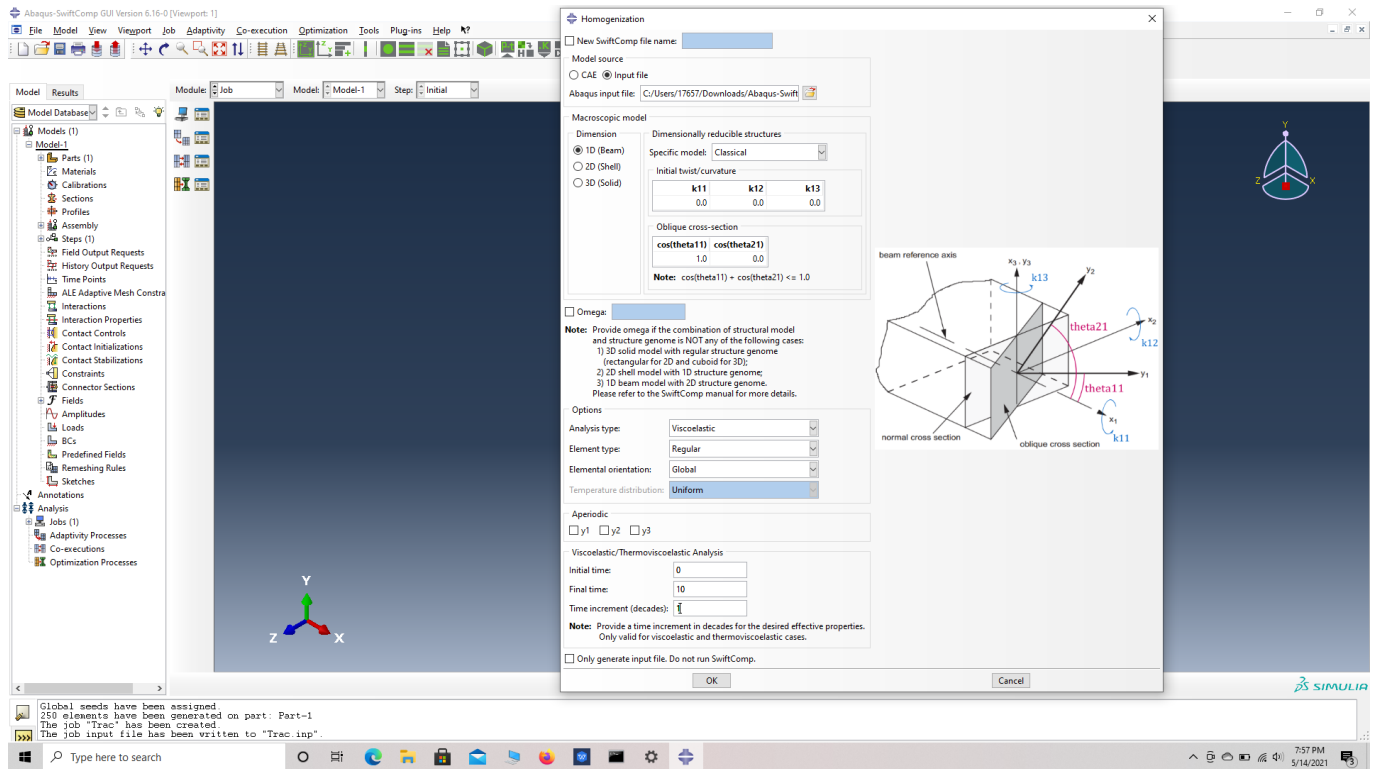 Abaqus-SwiftComp GUI Version 6.16-0 [Viewport: 1]
File Model View Viewport Job Adaptivity Co-execution Optimization Tools Plug-ins Help
Model Results
Module: Job Model: Model-1 Step: Initial
Model Database
Models (1)
Model-1
Parts (1)
Materials
Calibrations
Sections
Profiles
Assembly
Steps (1)
Field Output Requests
History Output Requests
Time Points
ALE Adaptive Mesh Constra
Interactions
Interaction Properties
Contact Controls
Contact Initializations
Contact Stabilizations
Constraints
Connector Sections
Fields
Amplitudes
Loads
BCs
Predefined Fields
Remeshing Rules
Sketches
Annotations
Analysis
Jobs (1)
Adaptivity Processes
Co-executions
Optimization Processes
Y
Z X
Homogenization
New SwiftComp file name:
Model source
CAE Input file
Abaqus input file: C:/Users/17657/Downloads/Abaqus-Swift
Macroscopic model
Dimension
1D (Beam)
2D (Shell)
3D (Solid)
Dimensionally reducible structures
Specific model: Classical
Initial twist/curvature
k11 k12 k13
0.0 0.0 0.0
Oblique cross-section
cos(theta11) cos(theta21)
1.0 0.0
Note: cos(theta11) + cos(theta21) <= 1.0
Omega:
Note: Provide omega if the combination of structural model
and structure genome is NOT any of the following cases:
1) 3D solid model with regular structure genome
(rectangular for 2D and cuboid for 3D);
2) 2D shell model with 1D structure genome;
3) 1D beam model with 2D structure genome.
Please refer to the SwiftComp manual for more details.
Options
Analysis type: Viscoelastic
Element type: Regular
Elemental orientation: Global
Temperature distribution: Uniform
Aperiodic
y1 y2 y3
Viscoelastic/Thermoviscoelastic Analysis
Initial time: 0
Final time: 10
Time increment (decades): 1
Note: Provide a time increment in decades for the desired effective properties.
Only valid for viscoelastic and thermoviscoelastic cases.
Only generate input file. Do not run SwiftComp.
OK Cancel
beam reference axis
x3 , y3
k13
y2
theta21
x2
k12
y1
theta11
x1
k11
normal cross section
oblique cross section
Y
Z X
SIMULIA
Global seeds have been assigned.
250 elements have been generated on part: Part-1
The job "Trac" has been created.
The job input file has been written to "Trac.inp".
Type here to search
7:57 PM
5/14/2021
3